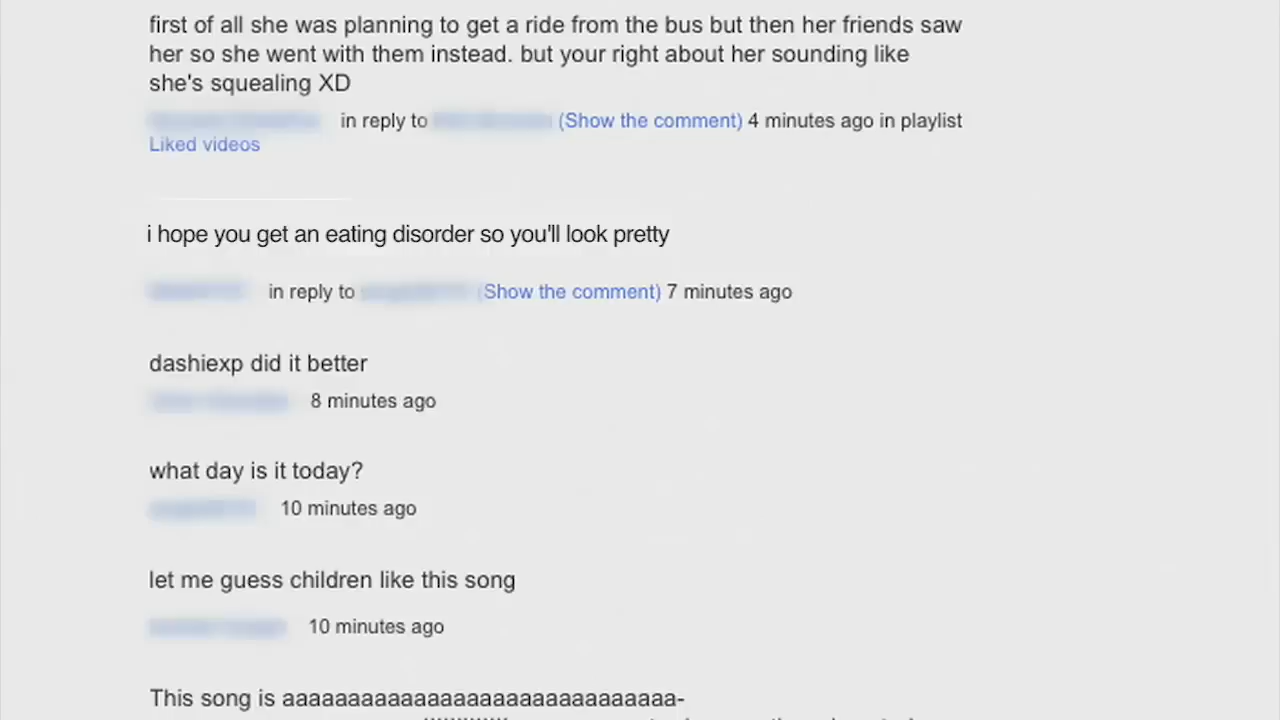 first of all she was planning to get a ride from the bus but then her friends saw
her so she went with them instead. but your right about her sounding like
she's squealing XD
in reply to (Show the comment) 4 minutes ago in playlist
Liked videos
i hope you get an eating disorder so you'll look pretty
in reply to (Show the comment) 7 minutes ago
dashiexp did it better
8 minutes ago
what day is it today?
10 minutes ago
let me guess children like this song
10 minutes ago
This song is aaaaaaaaaaaaaaaaaaaaaaaaaaaaaa-